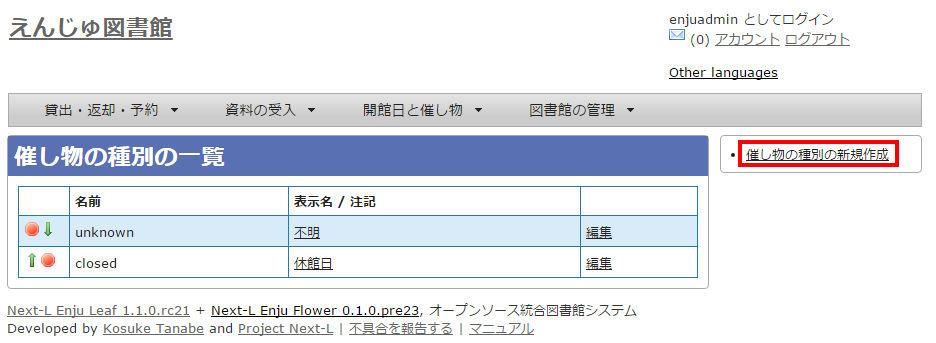 えんじゅ図書館
enjuadmin としてログイン
(0) アカウント ログアウト
Other languages
貸出・返却・予約 資料の受入 開館日と催し物 図書館の管理
催し物の種別の一覧
催し物の種別の新規作成
名前 表示名 / 注記
unknown 不明 編集
closed 休館日 編集
Next-L Enju Leaf 1.1.0.rc21 + Next-L Enju Flower 0.1.0.pre23, オープンソース統合図書館システム
Developed by Kosuke Tanabe and Project Next-L | 不具合を報告する | マニュアル